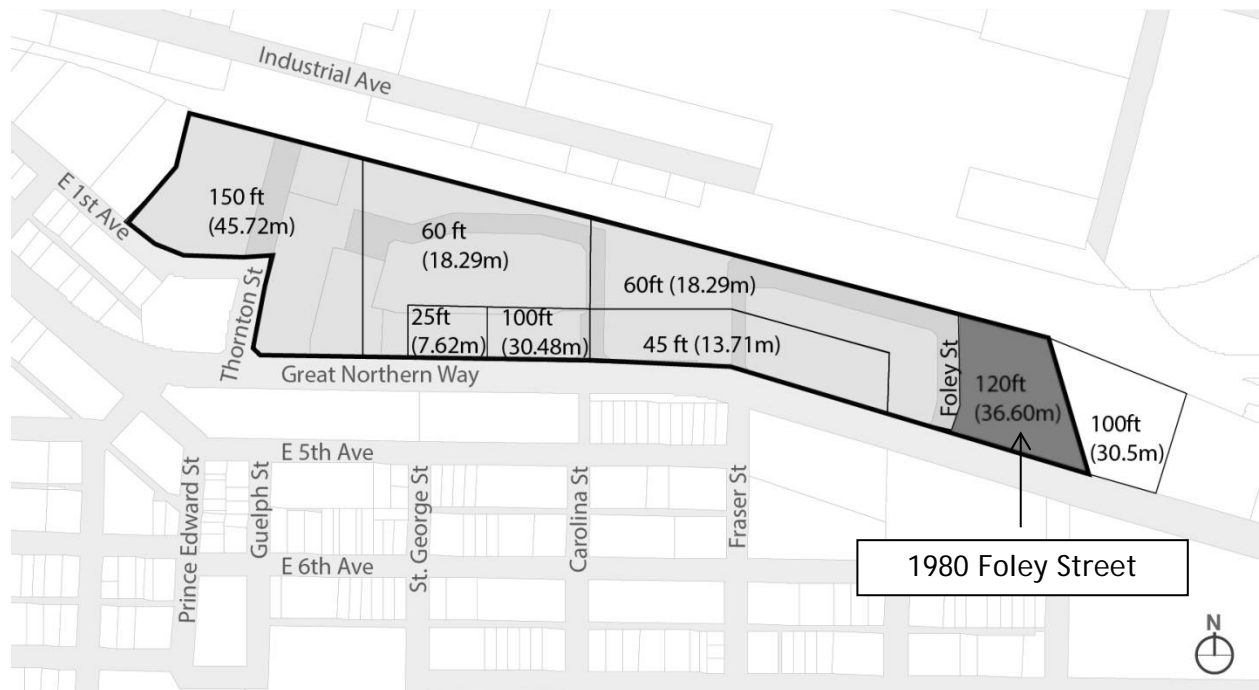 Industrial Ave
E 1st Ave
150 ft
(45.72m)
60 ft
(18.29m)
60ft (18.29m)
Thornton St
25ft
(7.62m)
100ft
(30.48m)
45 ft (13.71m)
Foley St
120ft
(36.60m)
100ft
(30.5m)
Great Northern Way
E 5th Ave
Prince Edward St
Guelph St
St. George St
Carolina St
Fraser St
1980 Foley Street
E 6th Ave
N